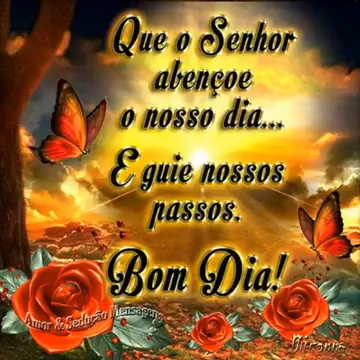 Que o Senhor
abençoe
o nosso dia...
E guie nossos
passos.
Bom Dia!
Amor & Sedução Mensagens